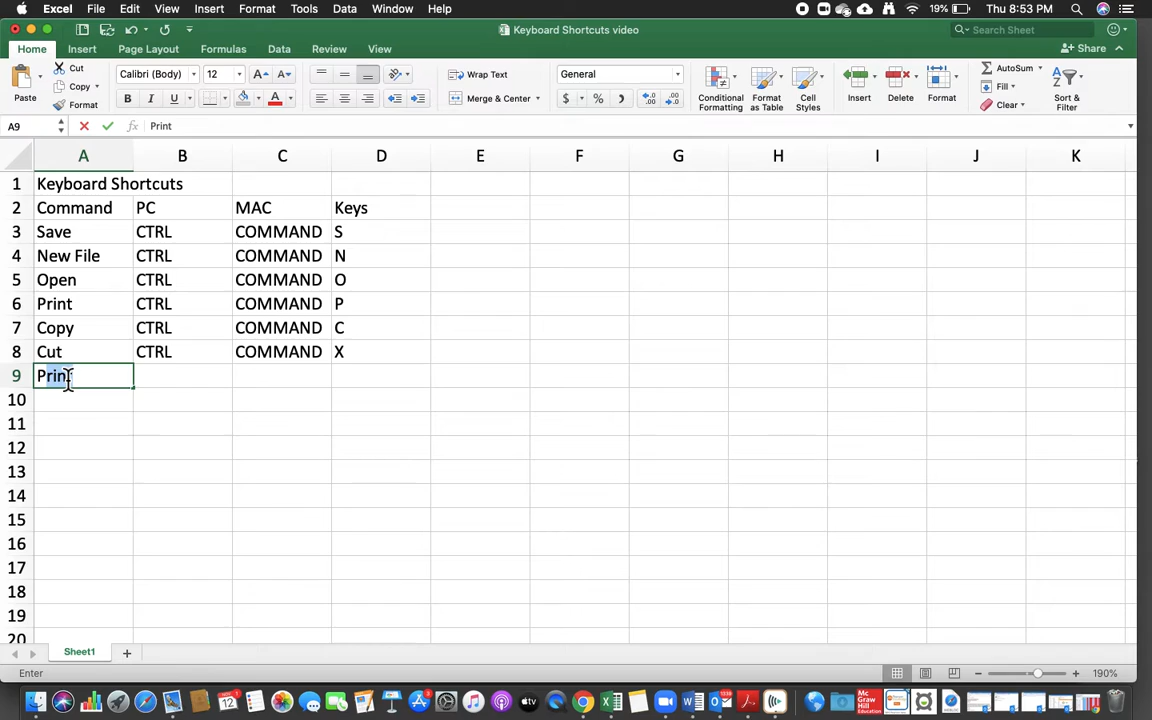 Excel File Edit View Insert Format Tools Data Window Help 19% Thu 8:53 PM
Keyboard Shortcuts video
Search Sheet
Home Insert Page Layout Formulas Data Review View Share
Paste Cut Copy Format
Calibri (Body) 12
B I U A
Wrap Text
Merge & Center
General
$ %
Conditional Formatting
Format as Table
Cell Styles
Insert Delete Format
AutoSum
Fill
Clear
Sort & Filter
A9 fx Print
A B C D E F G H I J K
1 Keyboard Shortcuts
2 Command PC MAC Keys
3 Save CTRL COMMAND S
4 New File CTRL COMMAND N
5 Open CTRL COMMAND O
6 Print CTRL COMMAND P
7 Copy CTRL COMMAND C
8 Cut CTRL COMMAND X
9 Print
10
11
12
13
14
15
16
17
18
19
20
Sheet1
Enter 190%